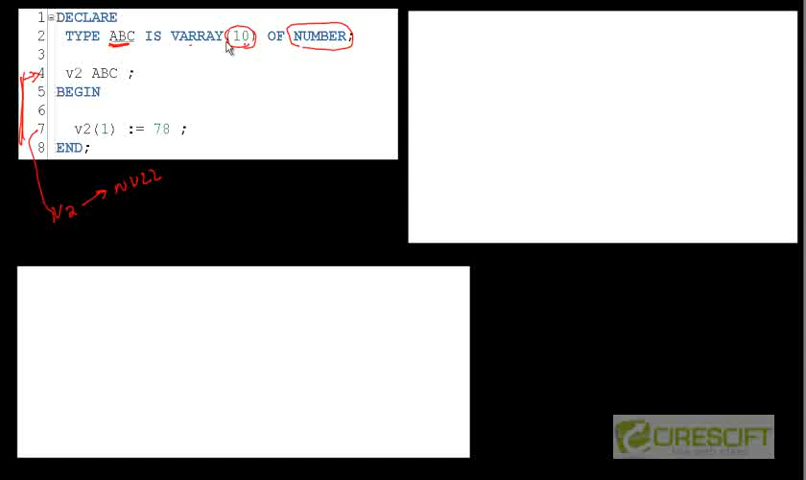 1 DECLARE
2 TYPE ABC IS VARRAY(10) OF NUMBER;
3
4 v2 ABC ;
5 BEGIN
6
7 v2(1) := 78 ;
8 END;
V2 → NULL
CIRESCIFT